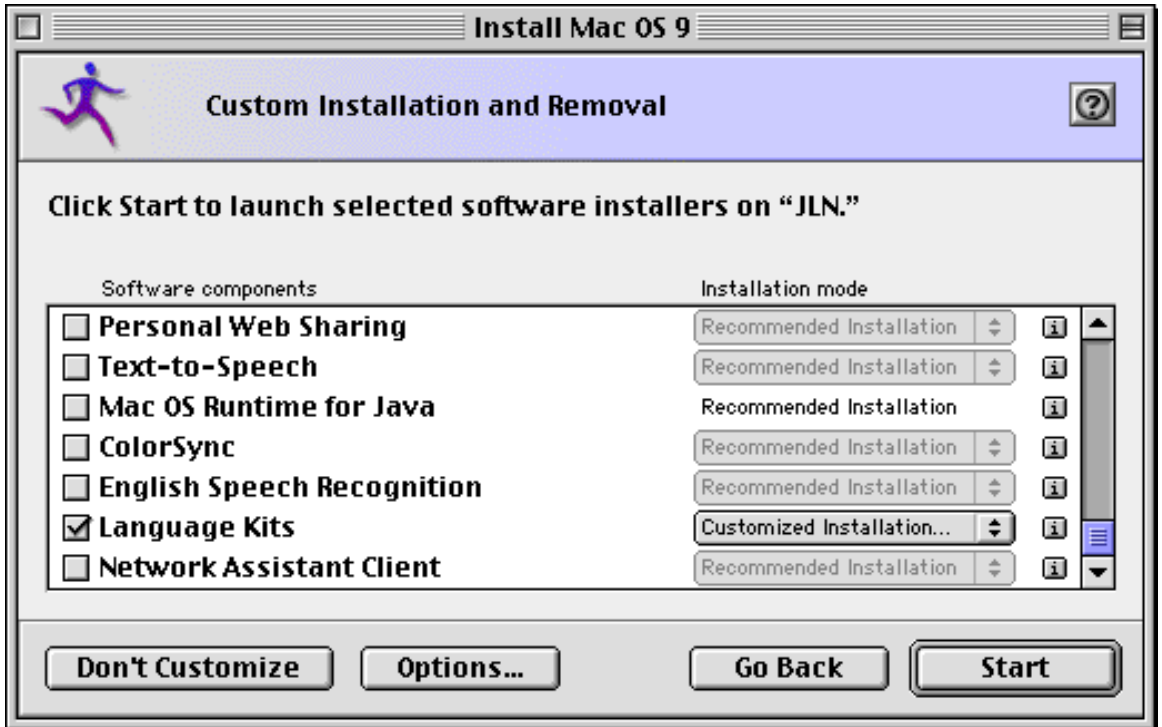 Install Mac OS 9
Custom Installation and Removal
Click Start to launch selected software installers on “JLN.”
Software components Installation mode
Personal Web Sharing Recommended Installation
Text-to-Speech Recommended Installation
Mac OS Runtime for Java Recommended Installation
ColorSync Recommended Installation
English Speech Recognition Recommended Installation
Language Kits Customized Installation...
Network Assistant Client Recommended Installation
Don't Customize Options... Go Back Start